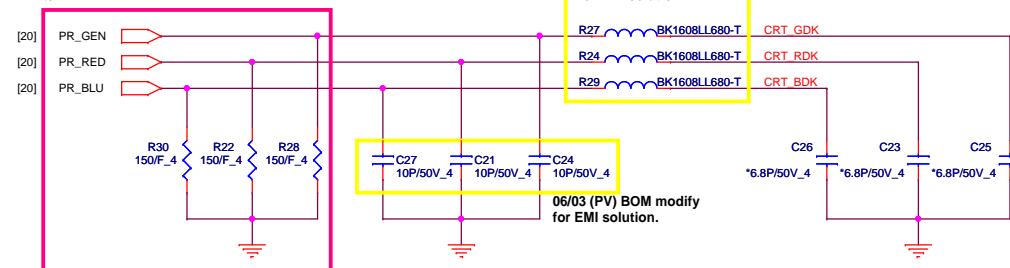 [20] PR_GEN R27 BK1608LL680-T CRT_GDK
[20] PR_RED R24 BK1608LL680-T CRT_RDK
[20] PR_BLU R29 BK1608LL680-T CRT_BDK
R30 R22 R28
150/F_4 150/F_4 150/F_4
C27 C21 C24
10P/50V_4 10P/50V_4 10P/50V_4
C26 C23 C25
*6.8P/50V_4 *6.8P/50V_4 *6.8P/50V_4
06/03 (PV) BOM modify
for EMI solution.